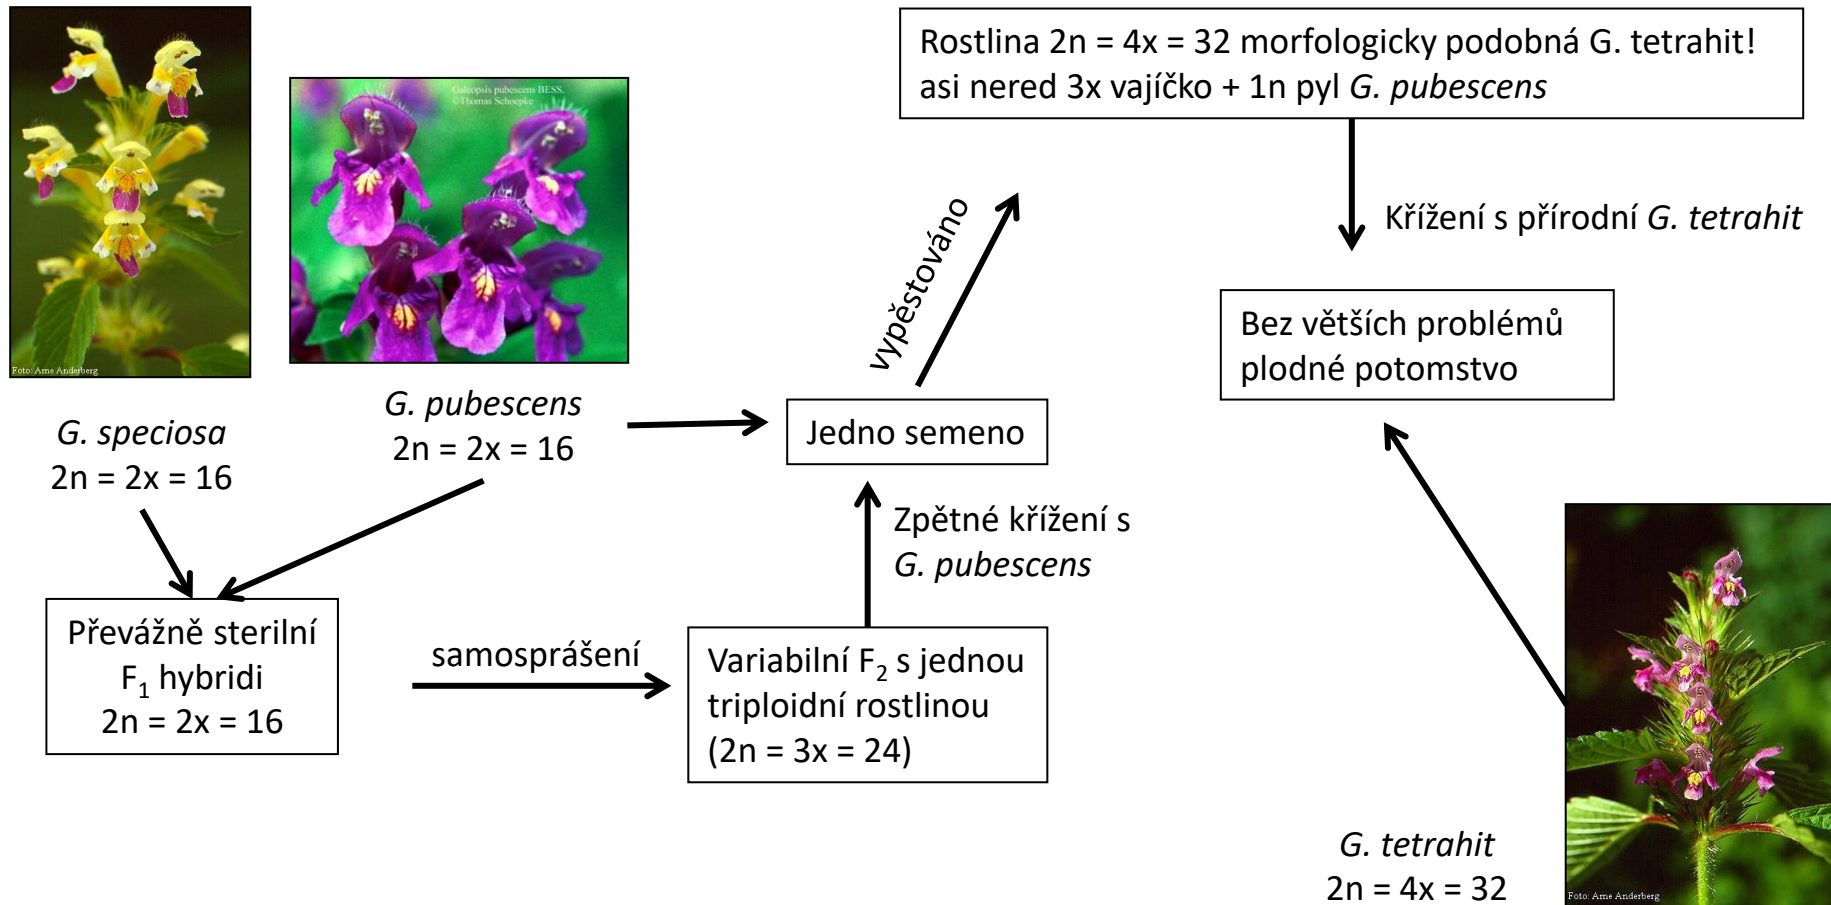 Rostlina 2n = 4x = 32 morfologicky podobná G. tetrahit!
asi nered 3x vajíčko + 1n pyl G. pubescens
Galeopsis pubescens BESS.
©Thomas Schoepke
Foto: Arne Anderberg
G. speciosa
2n = 2x = 16
G. pubescens
2n = 2x = 16
vypěstováno
Křížení s přírodní G. tetrahit
Bez větších problémů
plodné potomstvo
Jedno semeno
Zpětné křížení s
G. pubescens
Převážně sterilní
F₁ hybridi
2n = 2x = 16
samosprášení
Variabilní F₂ s jednou
triploidní rostlinou
(2n = 3x = 24)
G. tetrahit
2n = 4x = 32
Foto: Arne Anderberg